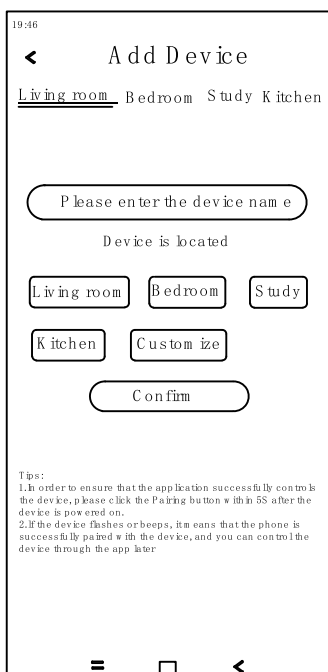 19:46
Add Device
Living room Bedroom Study Kitchen
Please enter the device name
Device is located
Living room Bedroom Study
Kitchen Customize
Confirm
Tips:
1.In order to ensure that the application successfully controls
the device, please click the Pairing button within 5S after the
device is powered on.
2.If the device flashes or beeps, it means that the phone is
successfully paired with the device, and you can control the
device through the app later